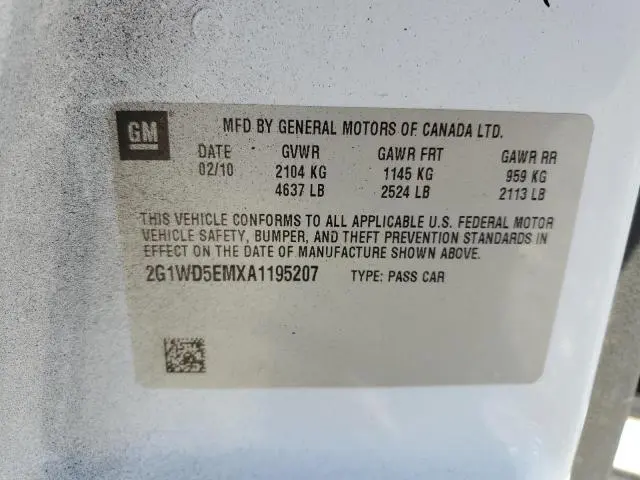 GM
MFD BY GENERAL MOTORS OF CANADA LTD.
DATE GVWR GAWR FRT GAWR RR
02/10 2104 KG 1145 KG 959 KG
4637 LB 2524 LB 2113 LB
THIS VEHICLE CONFORMS TO ALL APPLICABLE U.S. FEDERAL MOTOR
VEHICLE SAFETY, BUMPER, AND THEFT PREVENTION STANDARDS IN
EFFECT ON THE DATE OF MANUFACTURE SHOWN ABOVE.
2G1WD5EMXA1195207 TYPE: PASS CAR